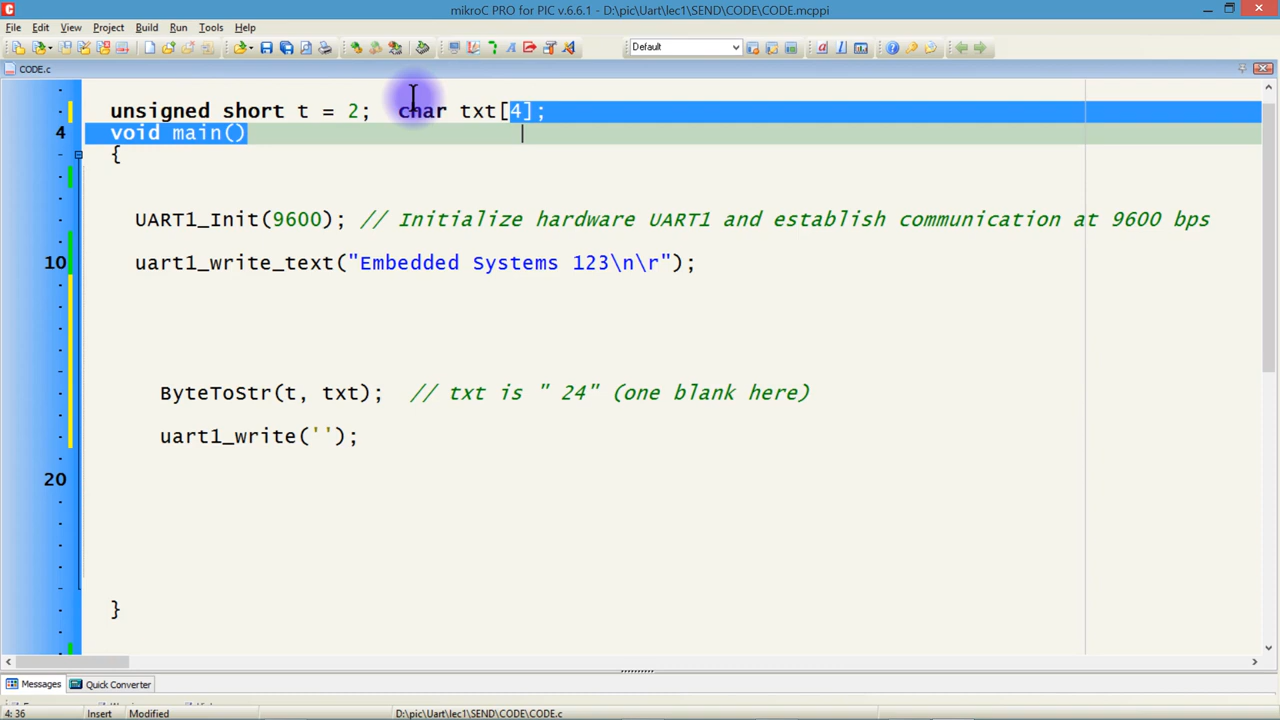 mikroC PRO for PIC v.6.6.1 - D:\pic\Uart\lec1\SEND\CODE\CODE.mcppi
File Edit View Project Build Run Tools Help
Default
CODE.c
unsigned short t = 2; char txt[4];
4 void main()
{
UART1_Init(9600); // Initialize hardware UART1 and establish communication at 9600 bps
10 uart1_write_text("Embedded Systems 123\n\r");
ByteToStr(t, txt); // txt is " 24" (one blank here)
uart1_write('');
20
}
Messages Quick Converter
4: 36 Insert Modified D:\pic\Uart\lec1\SEND\CODE\CODE.c